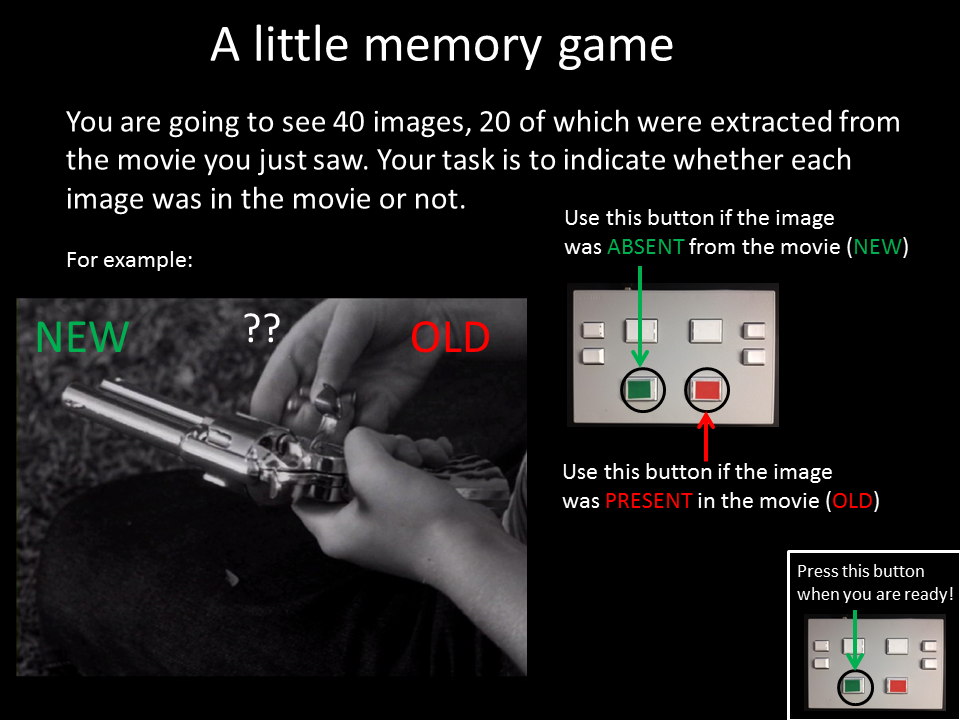 A little memory game
You are going to see 40 images, 20 of which were extracted from
the movie you just saw. Your task is to indicate whether each
image was in the movie or not.
For example:
NEW
??
OLD
Use this button if the image
was ABSENT from the movie (NEW)
Use this button if the image
was PRESENT in the movie (OLD)
Press this button
when you are ready!